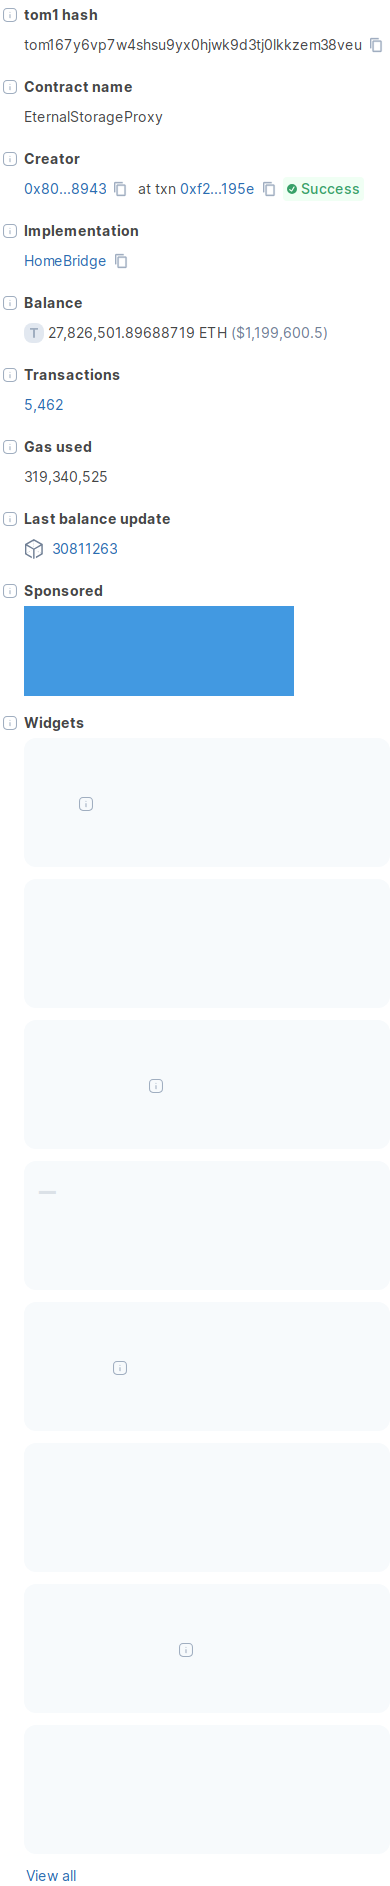 tom1 hash
tom167y6vp7w4shsu9yx0hjwk9d3tj0lkkzem38veu
Contract name
EternalStorageProxy
Creator
0x80...8943 at txn 0xf2...195e Success
Implementation
HomeBridge
Balance
T 27,826,501.89688719 ETH ($1,199,600.5)
Transactions
5,462
Gas used
319,340,525
Last balance update
30811263
Sponsored
Widgets
View all